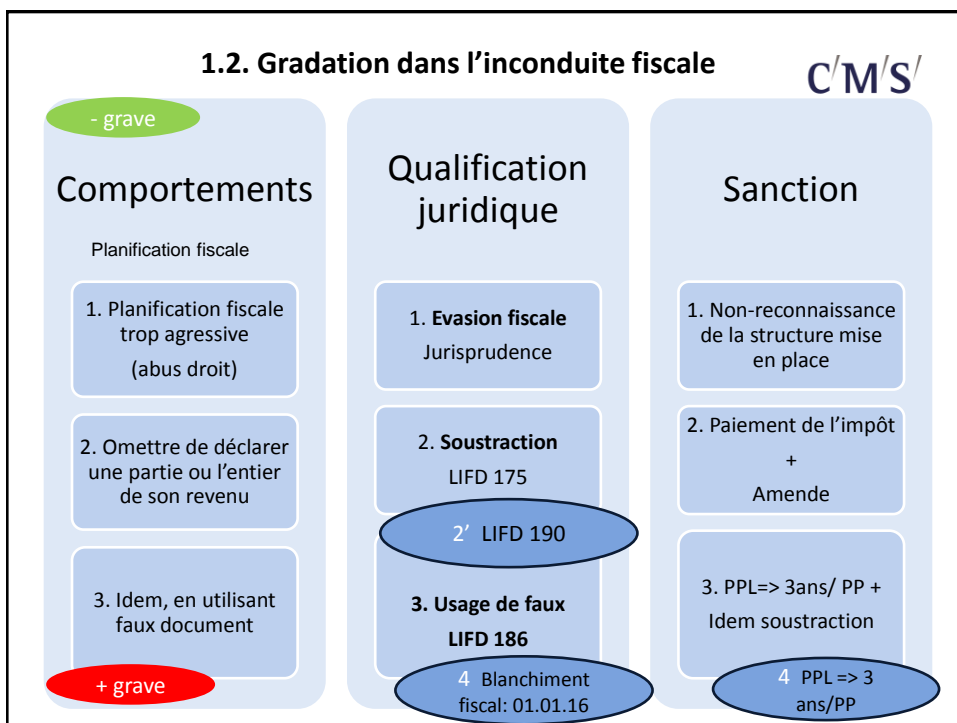 1.2. Gradation dans l’inconduite fiscale
C/M/S/
- grave
Comportements
Planification fiscale
1. Planification fiscale
trop agressive
(abus droit)
2. Omettre de déclarer
une partie ou l’entier
de son revenu
3. Idem, en utilisant
faux document
+ grave
Qualification
juridique
1. Evasion fiscale
Jurisprudence
2. Soustraction
LIFD 175
2’ LIFD 190
3. Usage de faux
LIFD 186
4 Blanchiment
fiscal: 01.01.16
Sanction
1. Non-reconnaissance
de la structure mise
en place
2. Paiement de l’impôt
+
Amende
3. PPL=> 3ans/ PP +
Idem soustraction
4 PPL => 3
ans/PP